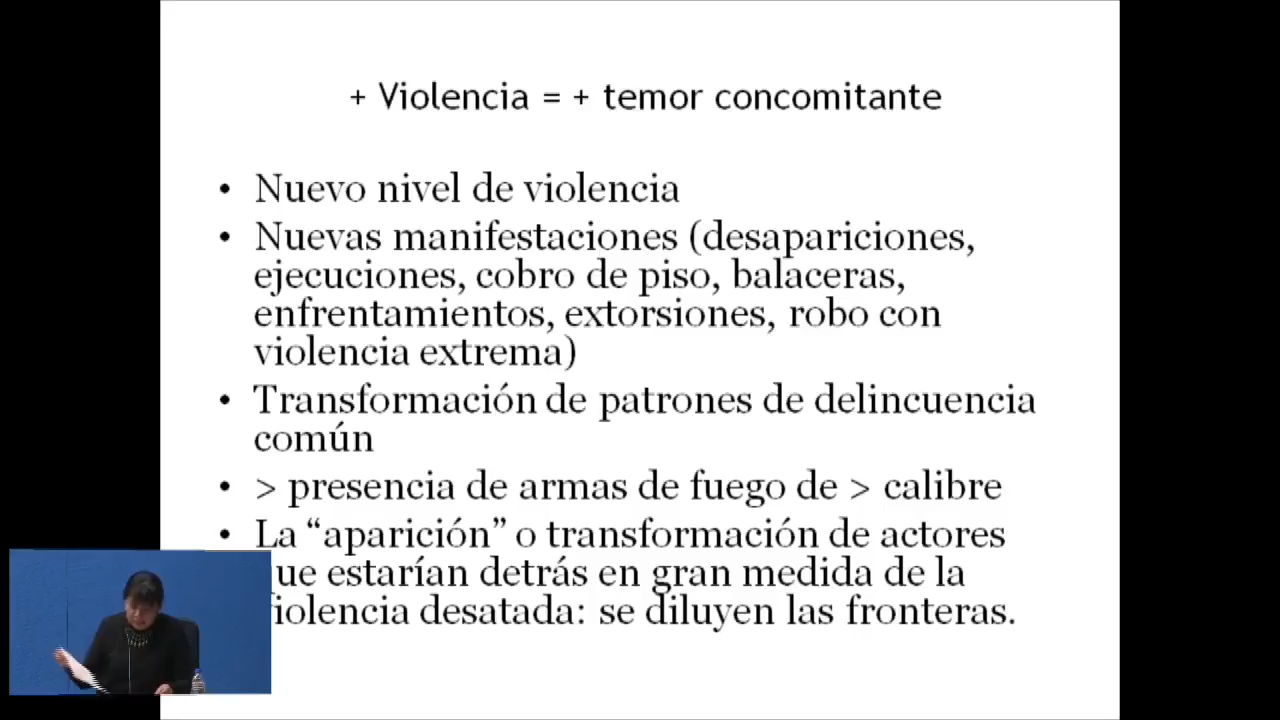 + Violencia = + temor concomitante
• Nuevo nivel de violencia
• Nuevas manifestaciones (desapariciones,
ejecuciones, cobro de piso, balaceras,
enfrentamientos, extorsiones, robo con
violencia extrema)
• Transformación de patrones de delincuencia
común
• > presencia de armas de fuego de > calibre
• La “aparición” o transformación de actores
que estarían detrás en gran medida de la
violencia desatada: se diluyen las fronteras.